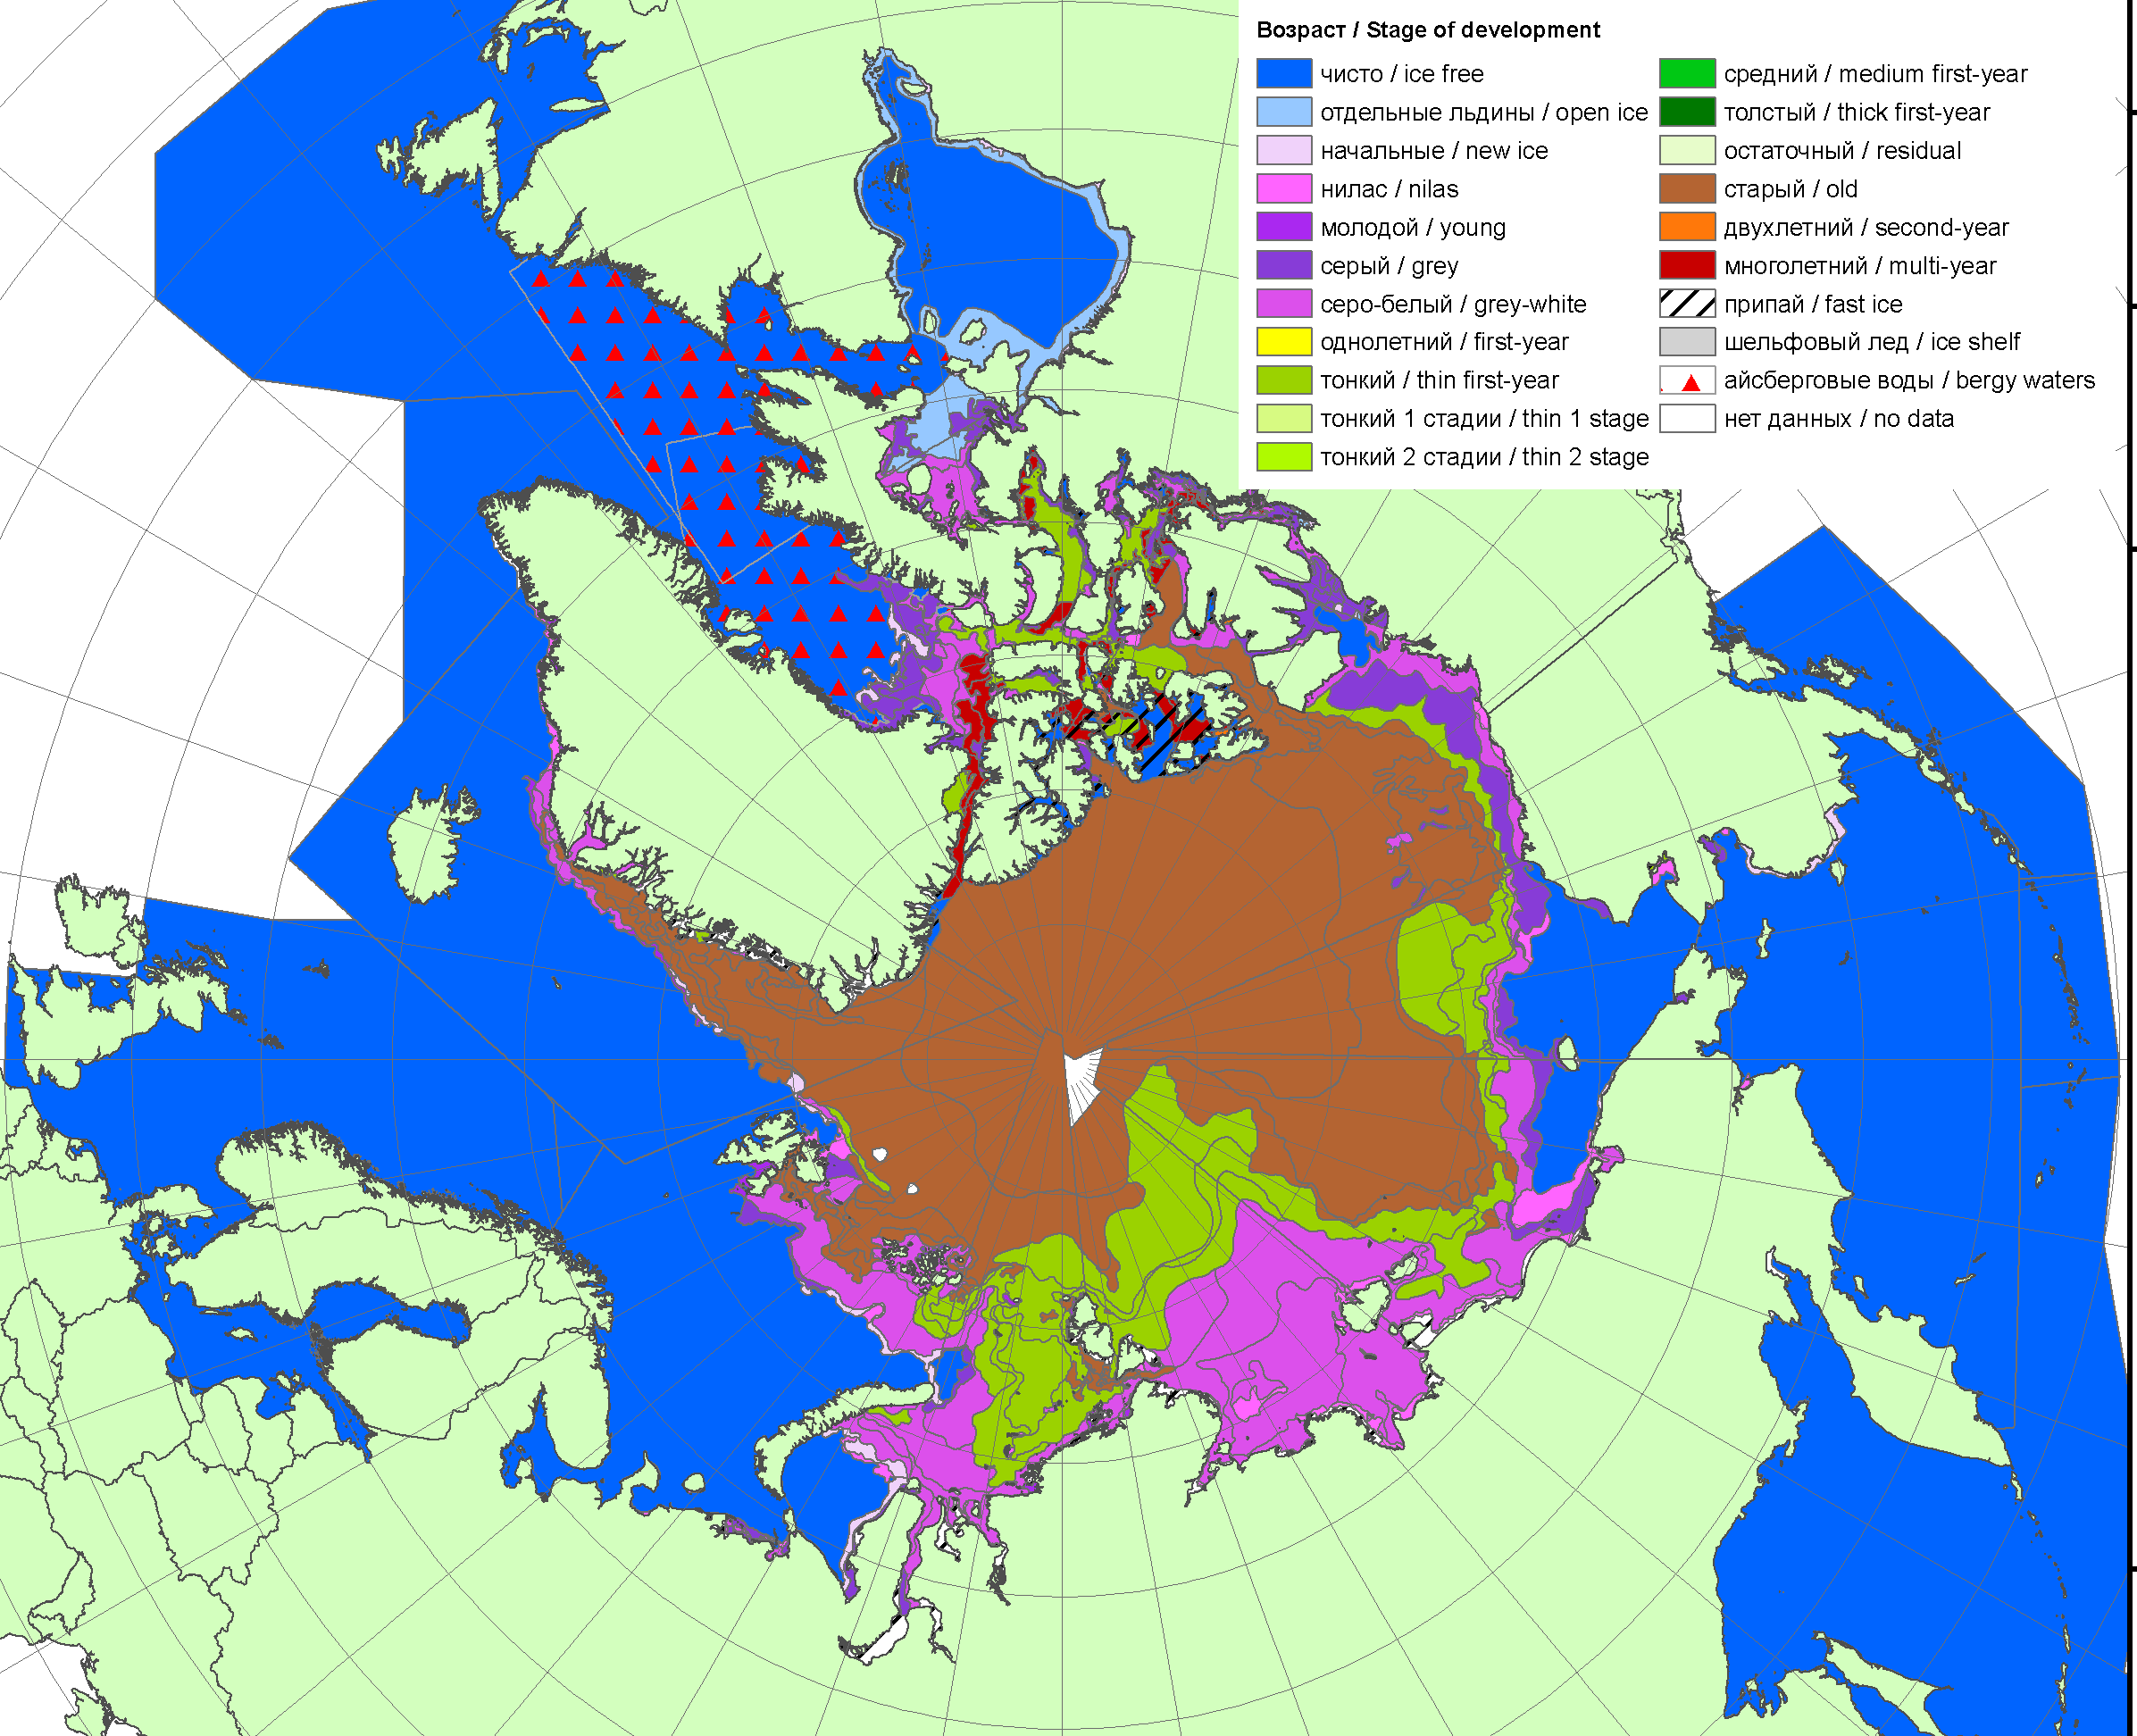 Возраст / Stage of development
чисто / ice free
отдельные льдины / open ice
начальные / new ice
нилас / nilas
молодой / young
серый / grey
серо-белый / grey-white
однолетний / first-year
тонкий / thin first-year
тонкий 1 стадии / thin 1 stage
тонкий 2 стадии / thin 2 stage
средний / medium first-year
толстый / thick first-year
остаточный / residual
старый / old
двухлетний / second-year
многолетний / multi-year
припай / fast ice
шельфовый лед / ice shelf
айсберговые воды / bergy waters
нет данных / no data